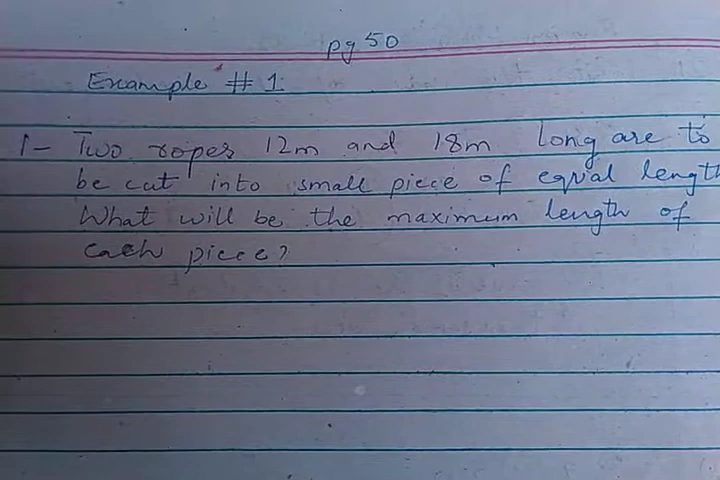 pg 50
Example # 1
1- Two ropes 12m and 18m long are to
be cut into small piece of equal length
What will be the maximum length of
each piece?